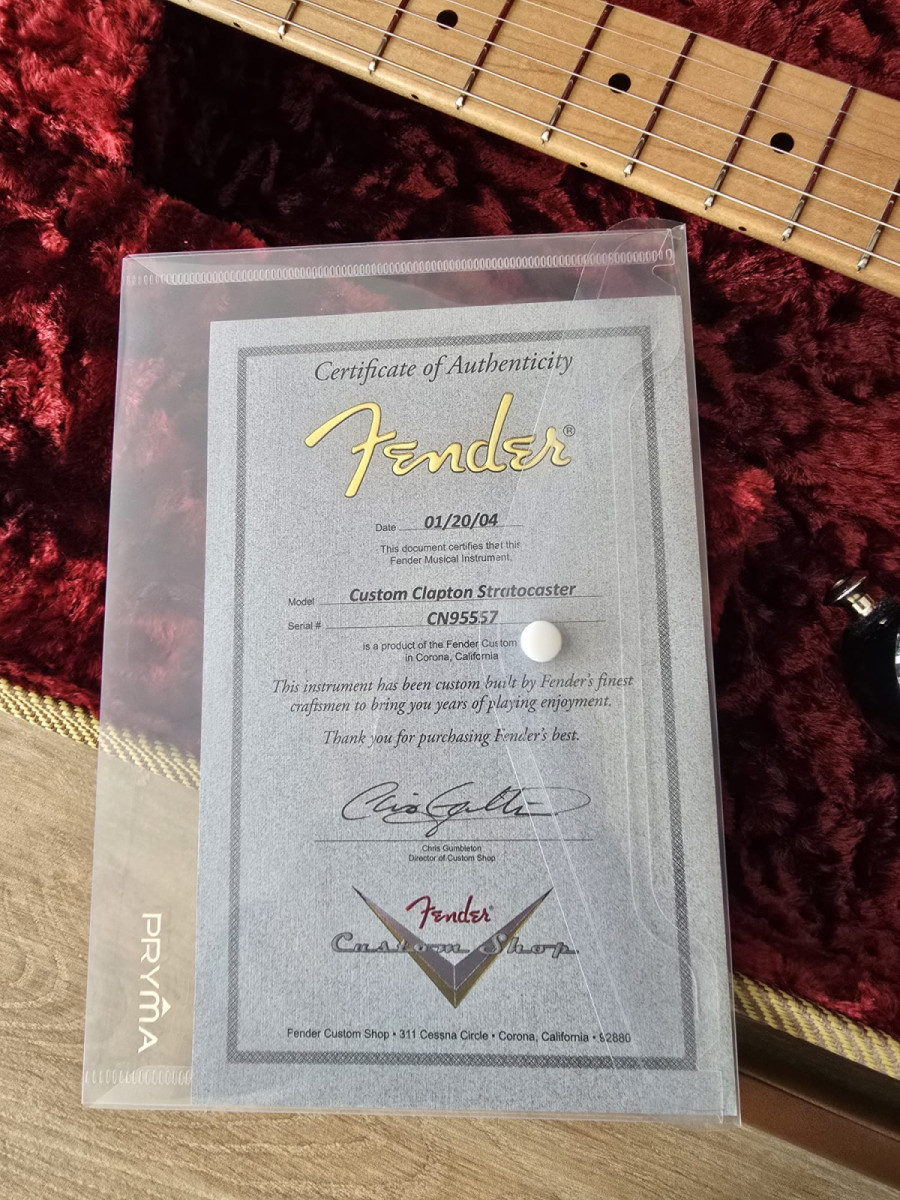 Certificate of Authenticity
Fender®
Date 01/20/04
This document certifies that this
Fender Musical Instrument,
Model Custom Clapton Stratocaster
Serial # CN95557
is a product of the Fender Custom
in Corona, California
This instrument has been custom built by Fender's finest
craftsmen to bring you years of playing enjoyment.
Thank you for purchasing Fender's best.
Chris Gumbleton
Director of Custom Shop
Fender®
Custom Shop
Fender Custom Shop • 311 Cessna Circle • Corona, California • 92880
PRYMA